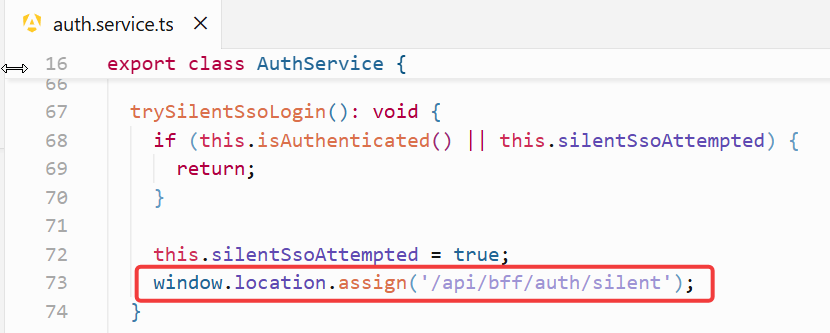 auth.service.ts
16 export class AuthService {
66
67 trySilentSsoLogin(): void {
68 if (this.isAuthenticated() || this.silentSsoAttempted) {
69 return;
70 }
71
72 this.silentSsoAttempted = true;
73 window.location.assign('/api/bff/auth/silent');
74 }